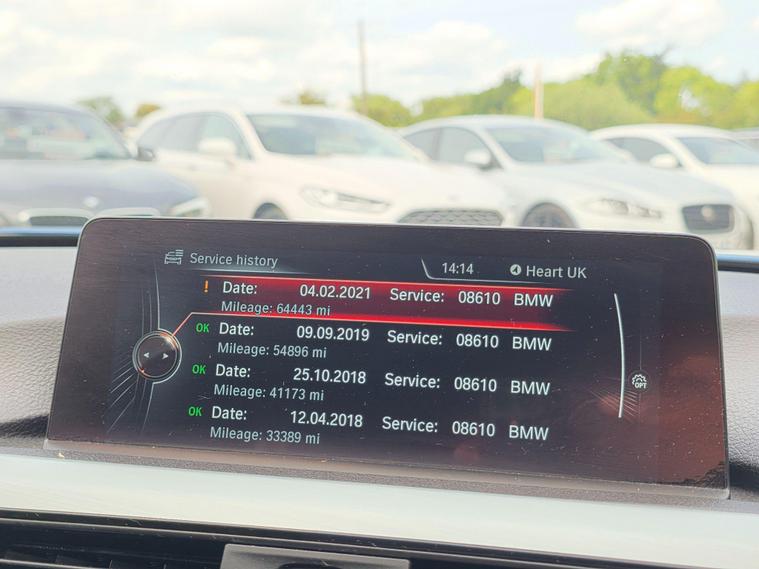 Service history 14:14 Heart UK
! Date: 04.02.2021 Service: 08610 BMW
Mileage: 64443 mi
OK Date: 09.09.2019 Service: 08610 BMW
Mileage: 54896 mi
OK Date: 25.10.2018 Service: 08610 BMW
Mileage: 41173 mi
OK Date: 12.04.2018 Service: 08610 BMW
Mileage: 33389 mi
OPT